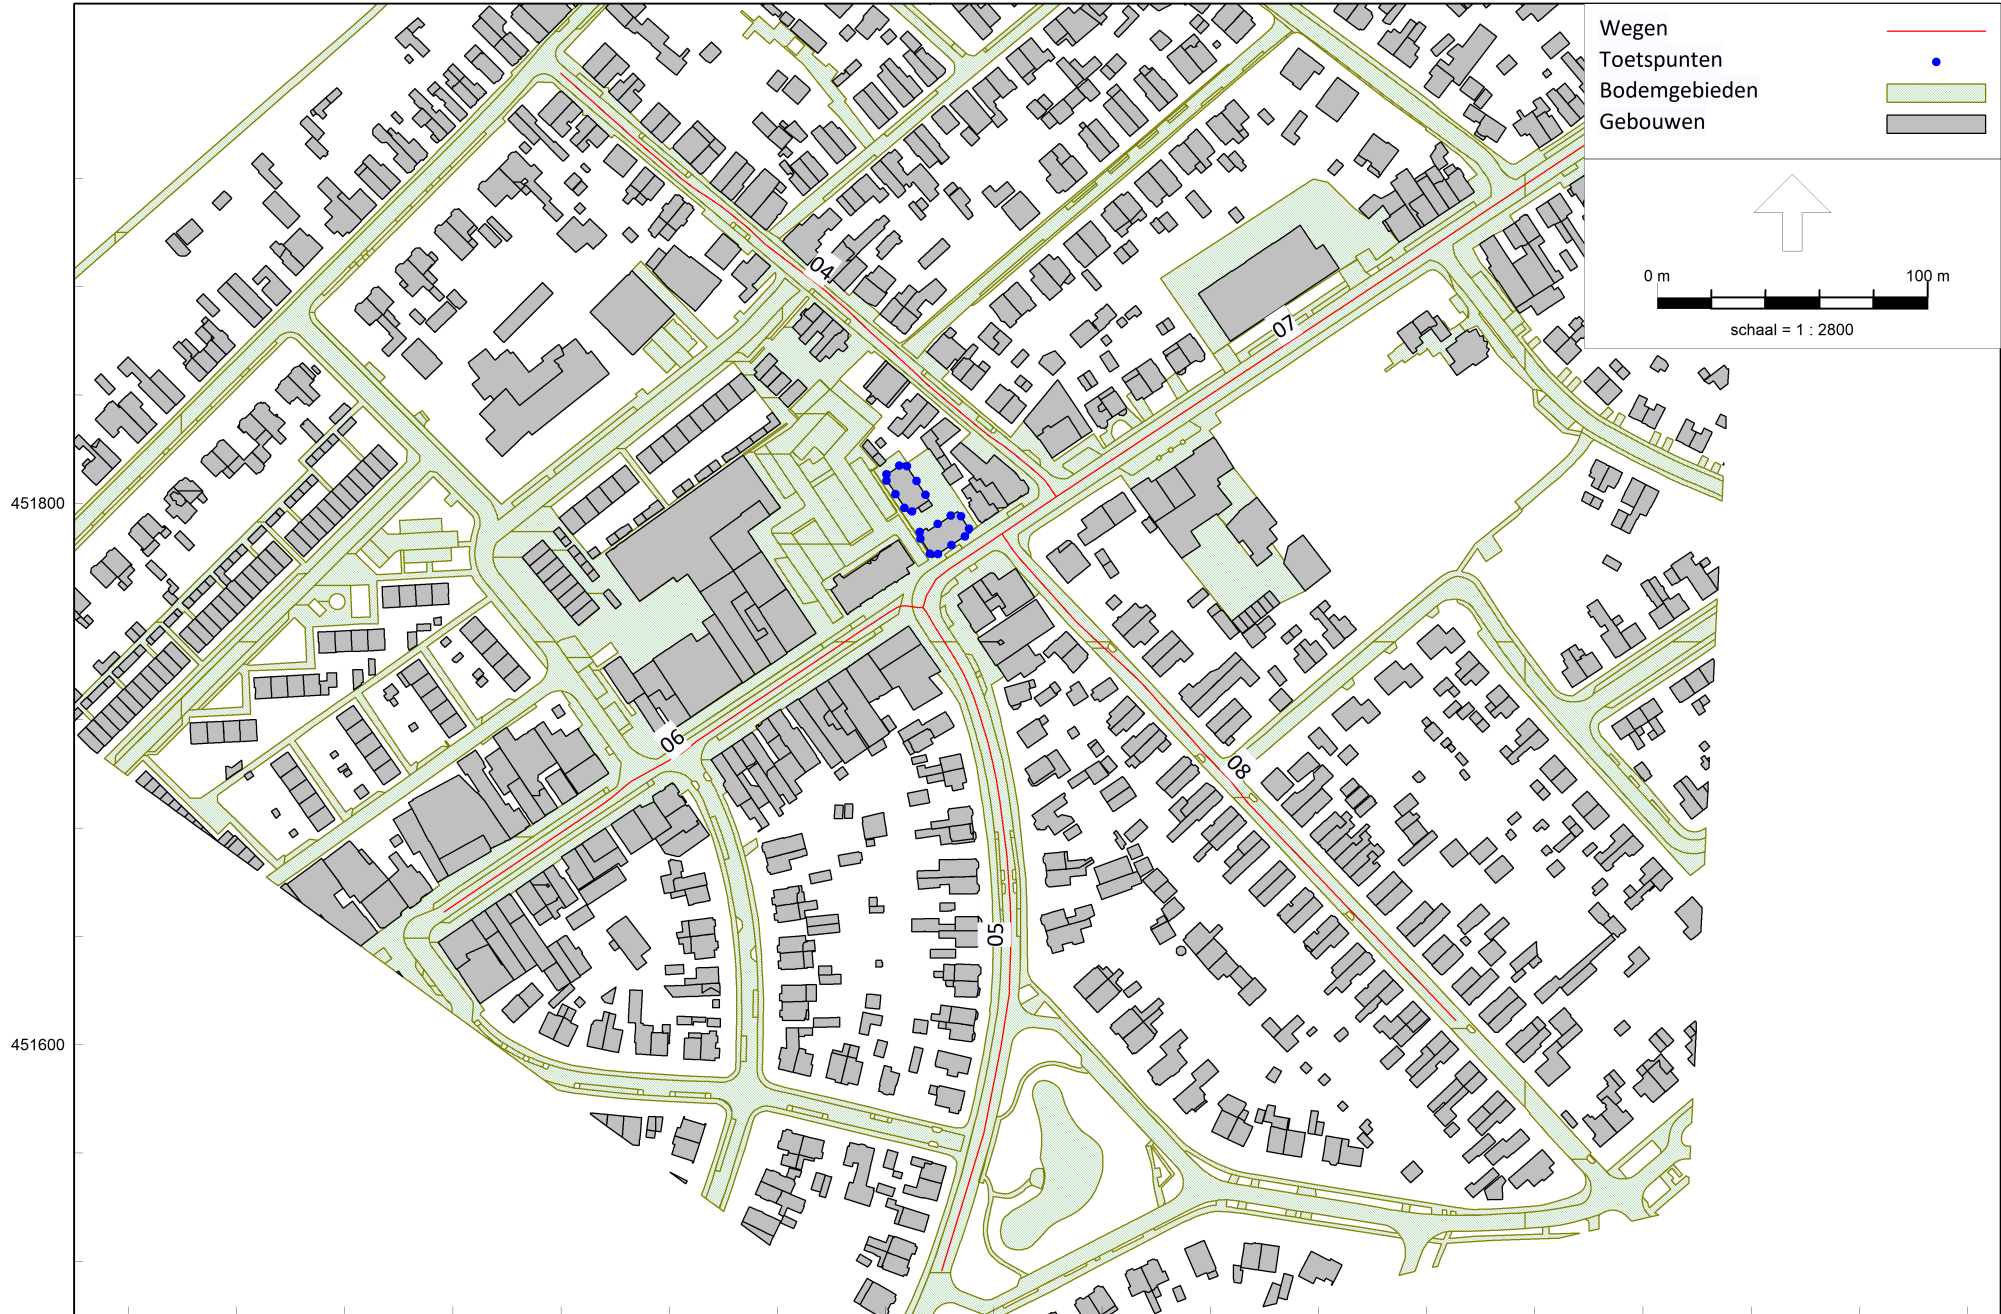 Wegen
Toetspunten
Bodemgebieden
Gebouwen
0 m 100 m
schaal = 1 : 2800
04
07
451800
06
08
05
451600